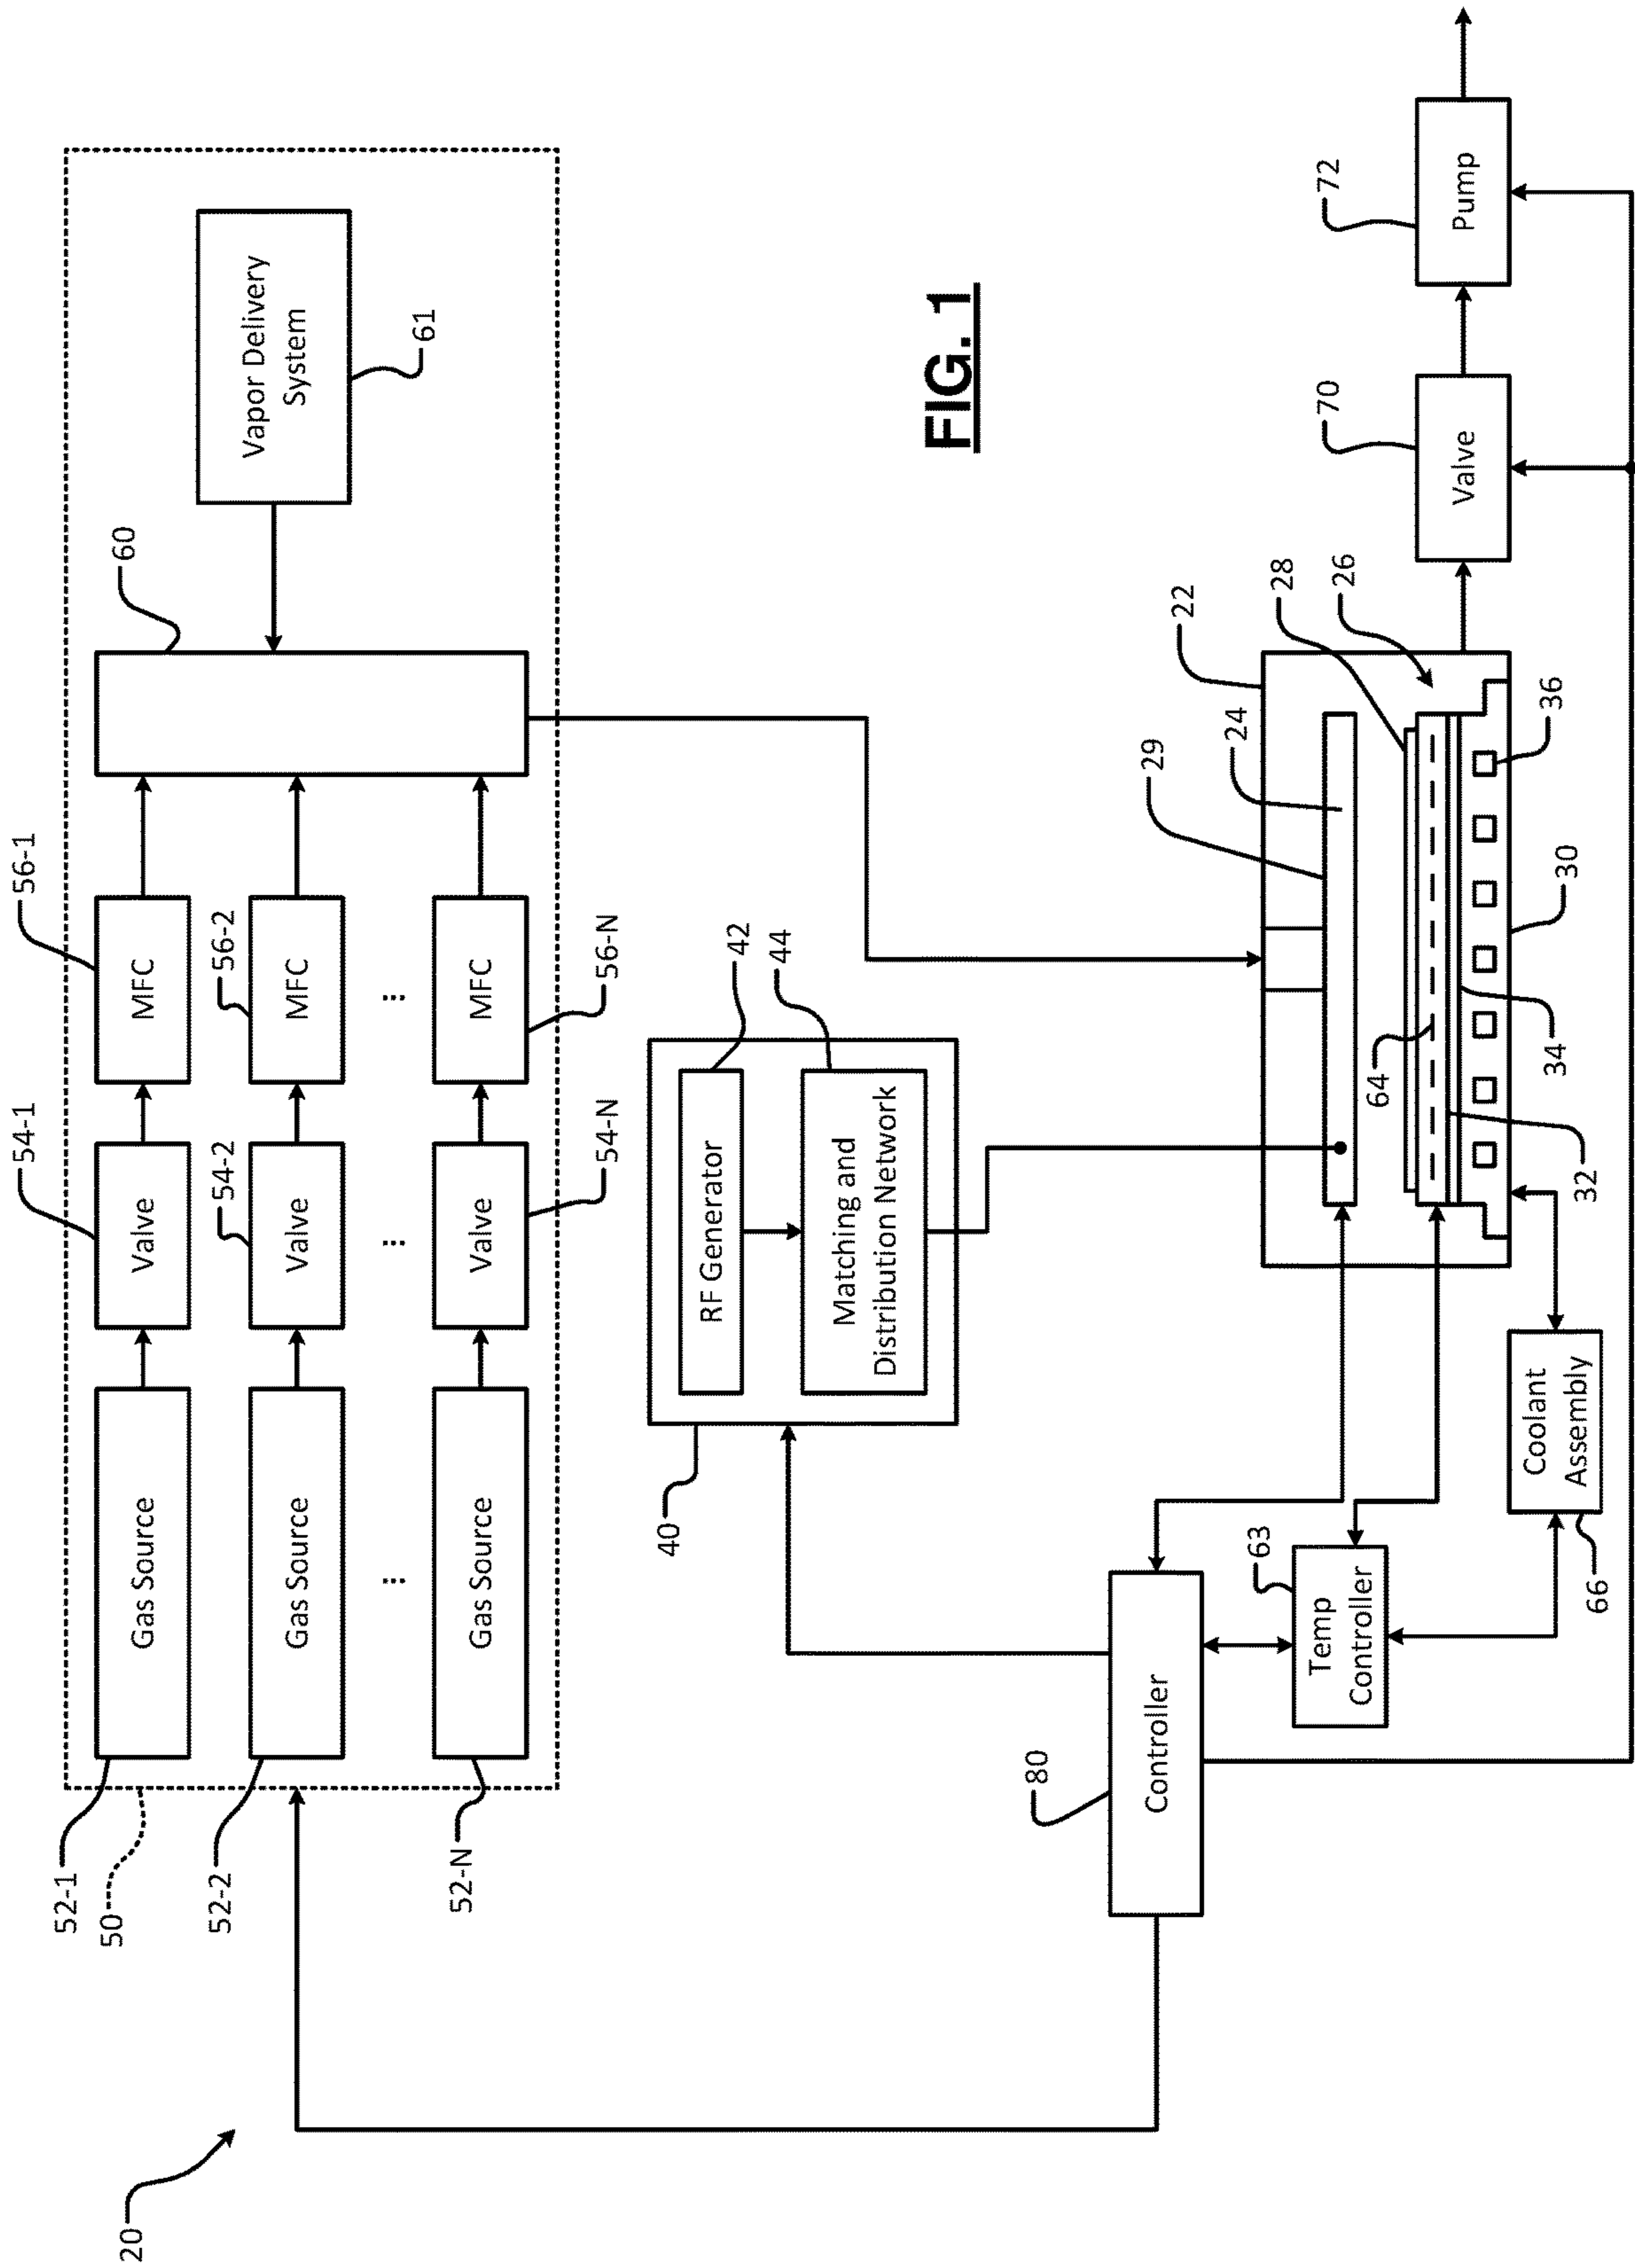 20
50
52-1
Gas Source
54-1
Valve
56-1
MFC
60
Vapor Delivery
System
61
52-2
Gas Source
54-2
Valve
56-2
MFC
...
...
...
52-N
Gas Source
54-N
Valve
56-N
MFC
40
RF Generator
42
Matching and
Distribution Network
44
FIG. 1
80
Controller
63
Temp
Controller
66
Coolant
Assembly
22
24
29
28
26
64
32
34
30
36
70
Valve
72
Pump